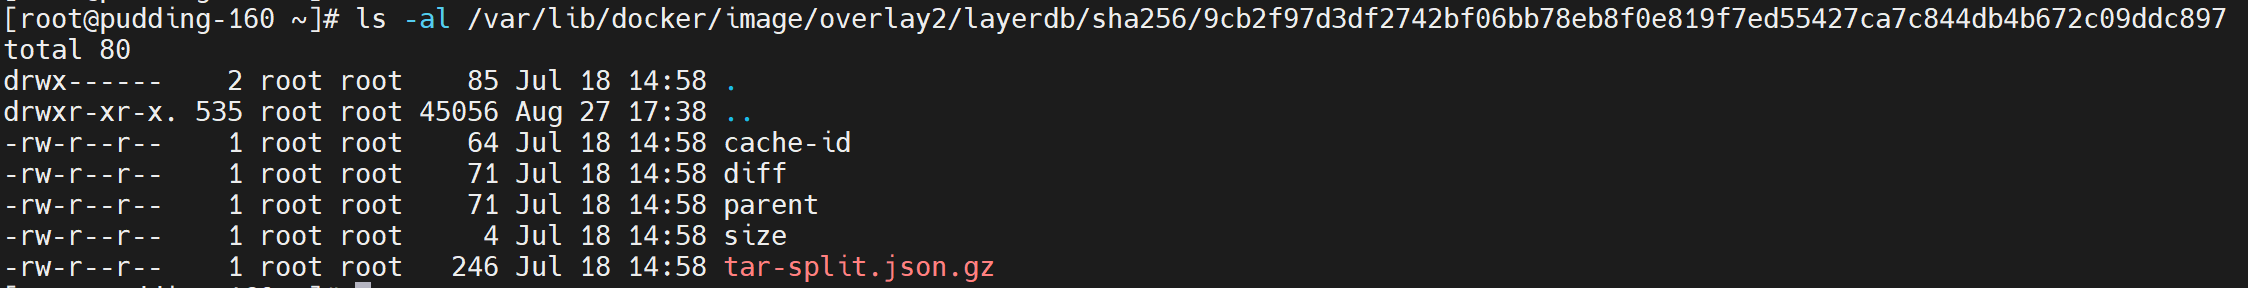 [root@pudding-160 ~]# ls -al /var/lib/docker/image/overlay2/layerdb/sha256/9cb2f97d3df2742bf06bb78eb8f0e819f7ed55427ca7c844db4b672c09ddc897
total 80
drwx------    2 root root    85 Jul 18 14:58 .
drwxr-xr-x. 535 root root 45056 Aug 27 17:38 ..
-rw-r--r--    1 root root    64 Jul 18 14:58 cache-id
-rw-r--r--    1 root root    71 Jul 18 14:58 diff
-rw-r--r--    1 root root    71 Jul 18 14:58 parent
-rw-r--r--    1 root root     4 Jul 18 14:58 size
-rw-r--r--    1 root root   246 Jul 18 14:58 tar-split.json.gz